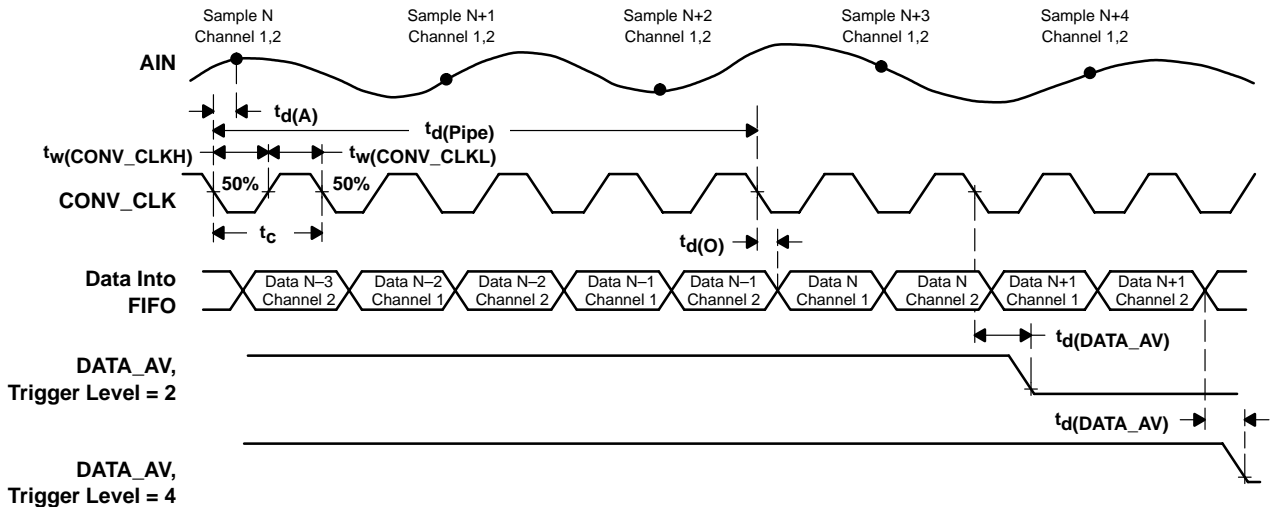 Sample N
Channel 1,2
Sample N+1
Channel 1,2
Sample N+2
Channel 1,2
Sample N+3
Channel 1,2
Sample N+4
Channel 1,2
AIN
td(A)
td(Pipe)
tw(CONV_CLKH)
tw(CONV_CLKL)
50%
50%
CONV_CLK
tc
td(O)
Data Into
FIFO
Data N–3
Channel 2
Data N–2
Channel 1
Data N–2
Channel 2
Data N–1
Channel 1
Data N–1
Channel 2
Data N
Channel 1
Data N
Channel 2
Data N+1
Channel 1
Data N+1
Channel 2
td(DATA_AV)
DATA_AV,
Trigger Level = 2
td(DATA_AV)
DATA_AV,
Trigger Level = 4